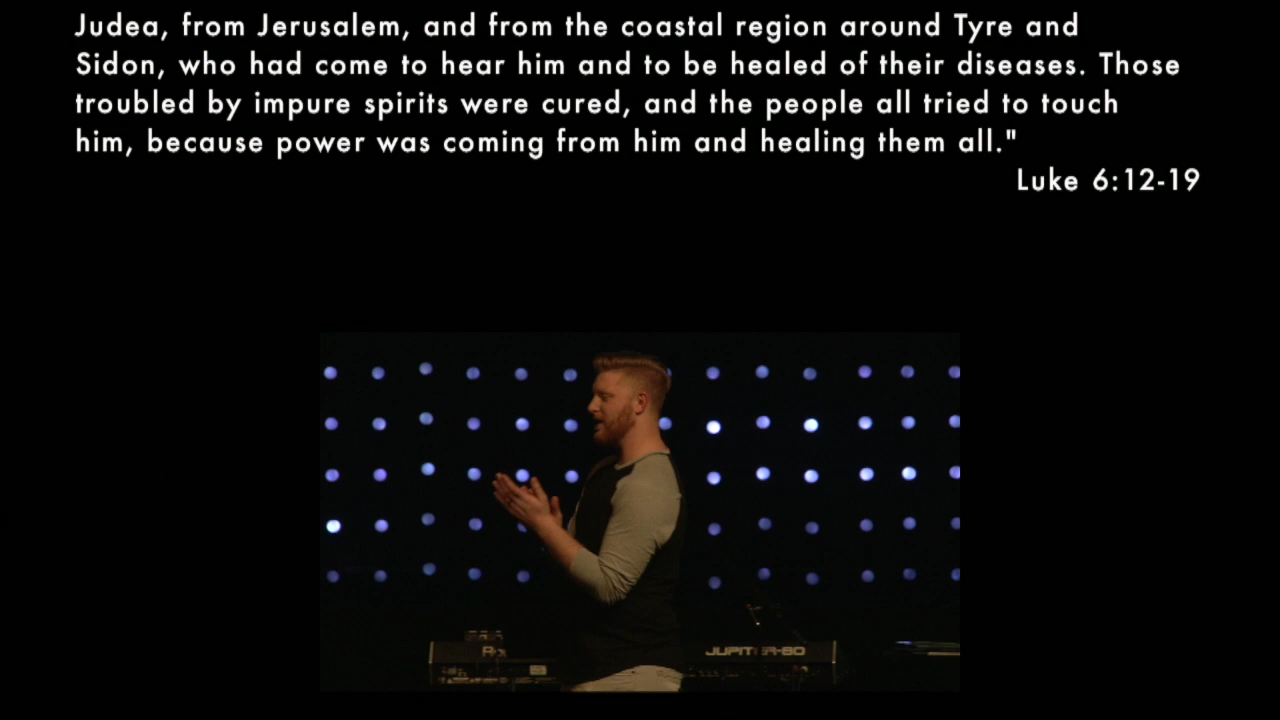 Judea, from Jerusalem, and from the coastal region around Tyre and
Sidon, who had come to hear him and to be healed of their diseases. Those
troubled by impure spirits were cured, and the people all tried to touch
him, because power was coming from him and healing them all."
Luke 6:12-19
JUPITER-80